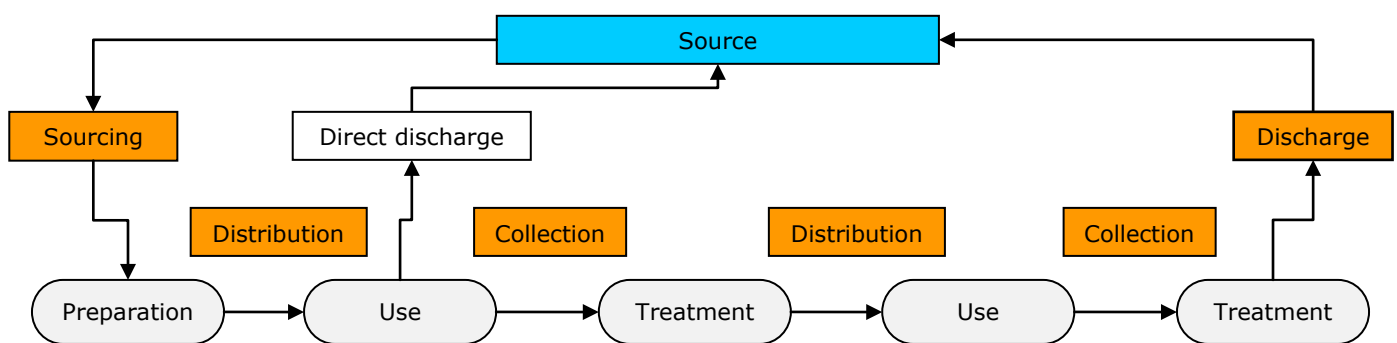 Source
Sourcing
Direct discharge
Discharge
Distribution
Collection
Distribution
Collection
Preparation
Use
Treatment
Use
Treatment